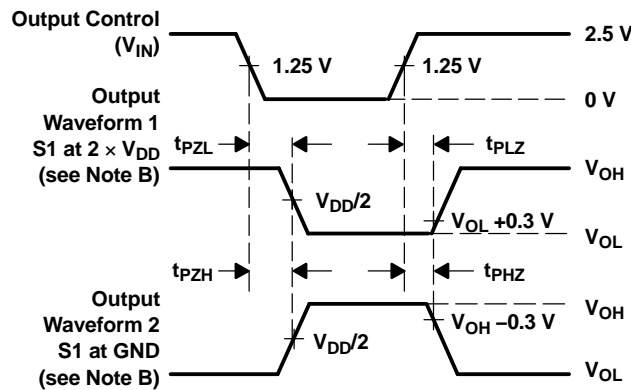 Output Control
(VIN)
2.5 V
1.25 V
1.25 V
0 V
Output
Waveform 1
S1 at 2 × VDD
(see Note B)
tPZL
tPLZ
VOH
VDD/2
VOL +0.3 V
VOL
tPZH
tPHZ
Output
Waveform 2
S1 at GND
(see Note B)
VOH
VOH −0.3 V
VDD/2
VOL